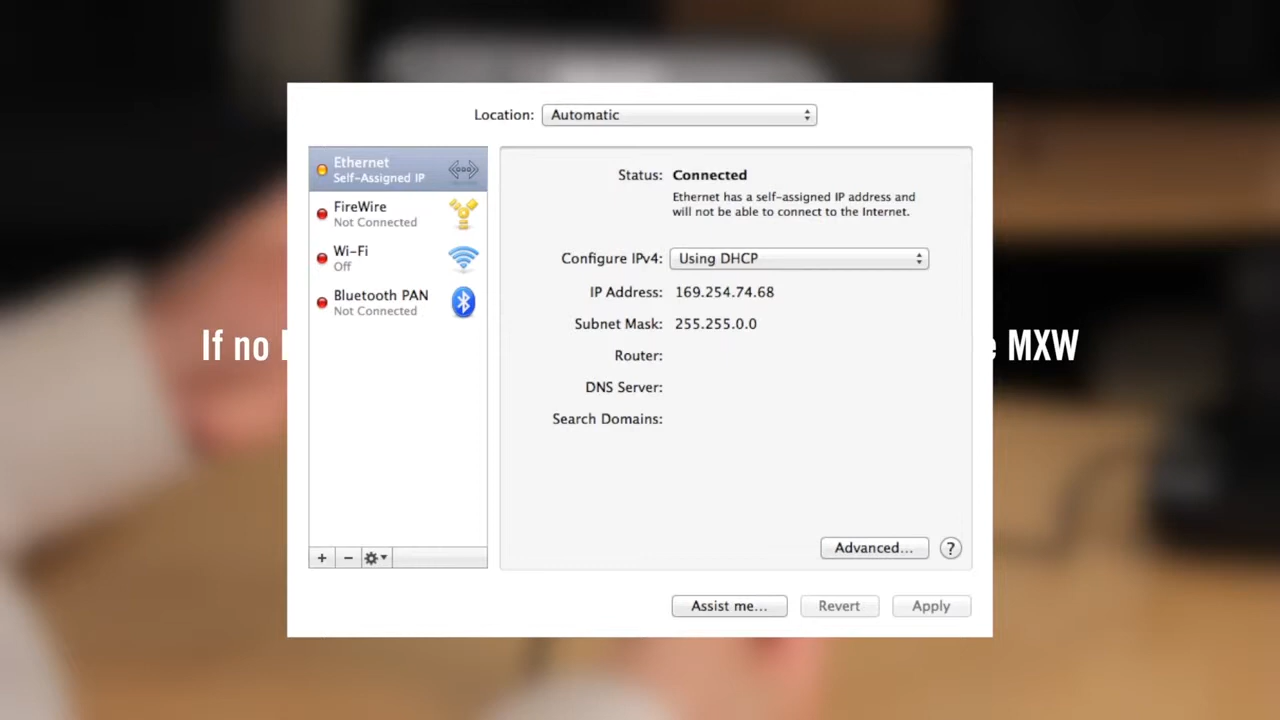 Location: Automatic
Ethernet
Self-Assigned IP
FireWire
Not Connected
Wi-Fi
Off
Bluetooth PAN
Not Connected
Status: Connected
Ethernet has a self-assigned IP address and
will not be able to connect to the Internet.
Configure IPv4: Using DHCP
IP Address: 169.254.74.68
Subnet Mask: 255.255.0.0
Router:
DNS Server:
Search Domains:
If no MXW
+ −
Advanced... ?
Assist me... Revert Apply